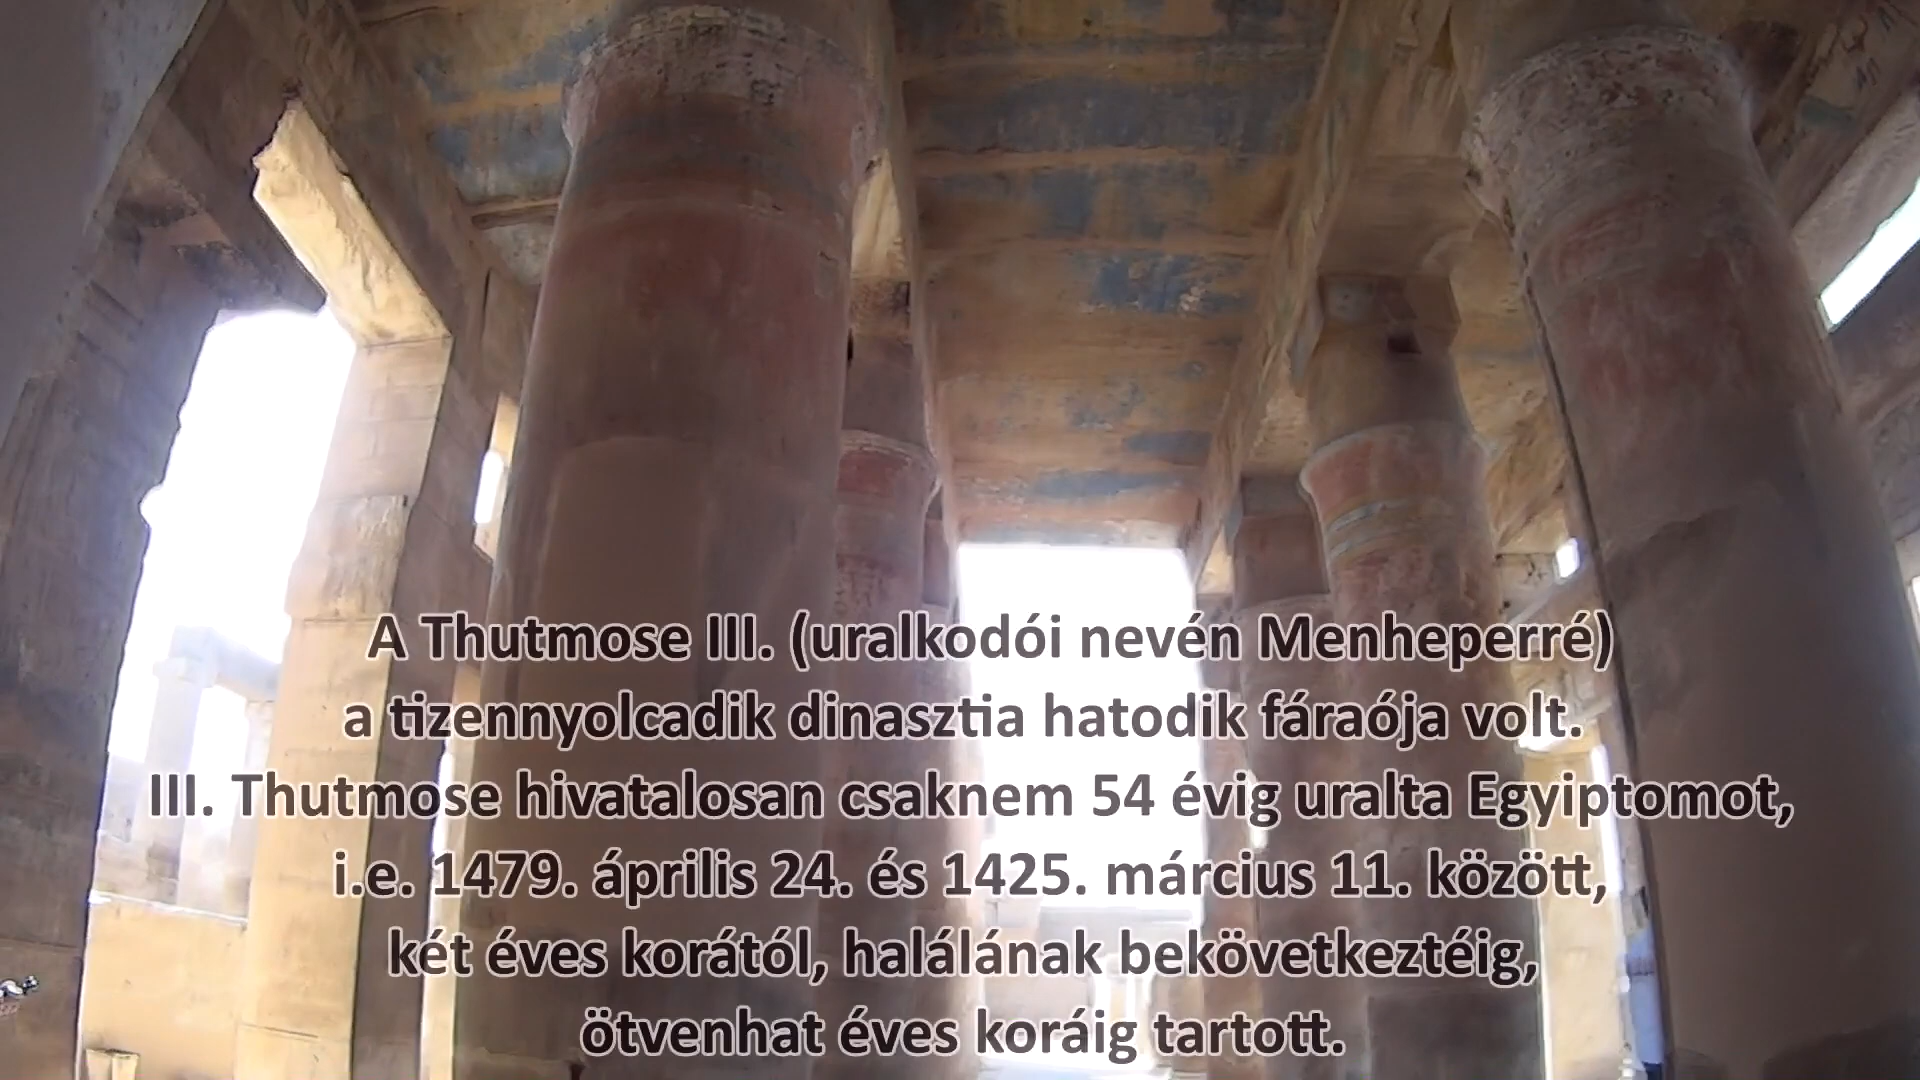 A Thutmose III. (uralkodói nevén Menheperré)
a tizennyolcadik dinasztia hatodik fáraója volt.
III. Thutmose hivatalosan csaknem 54 évig uralta Egyiptomot,
i.e. 1479. április 24. és 1425. március 11. között,
két éves korától, halálának bekövetkeztéig,
ötvenhat éves koráig tartott.